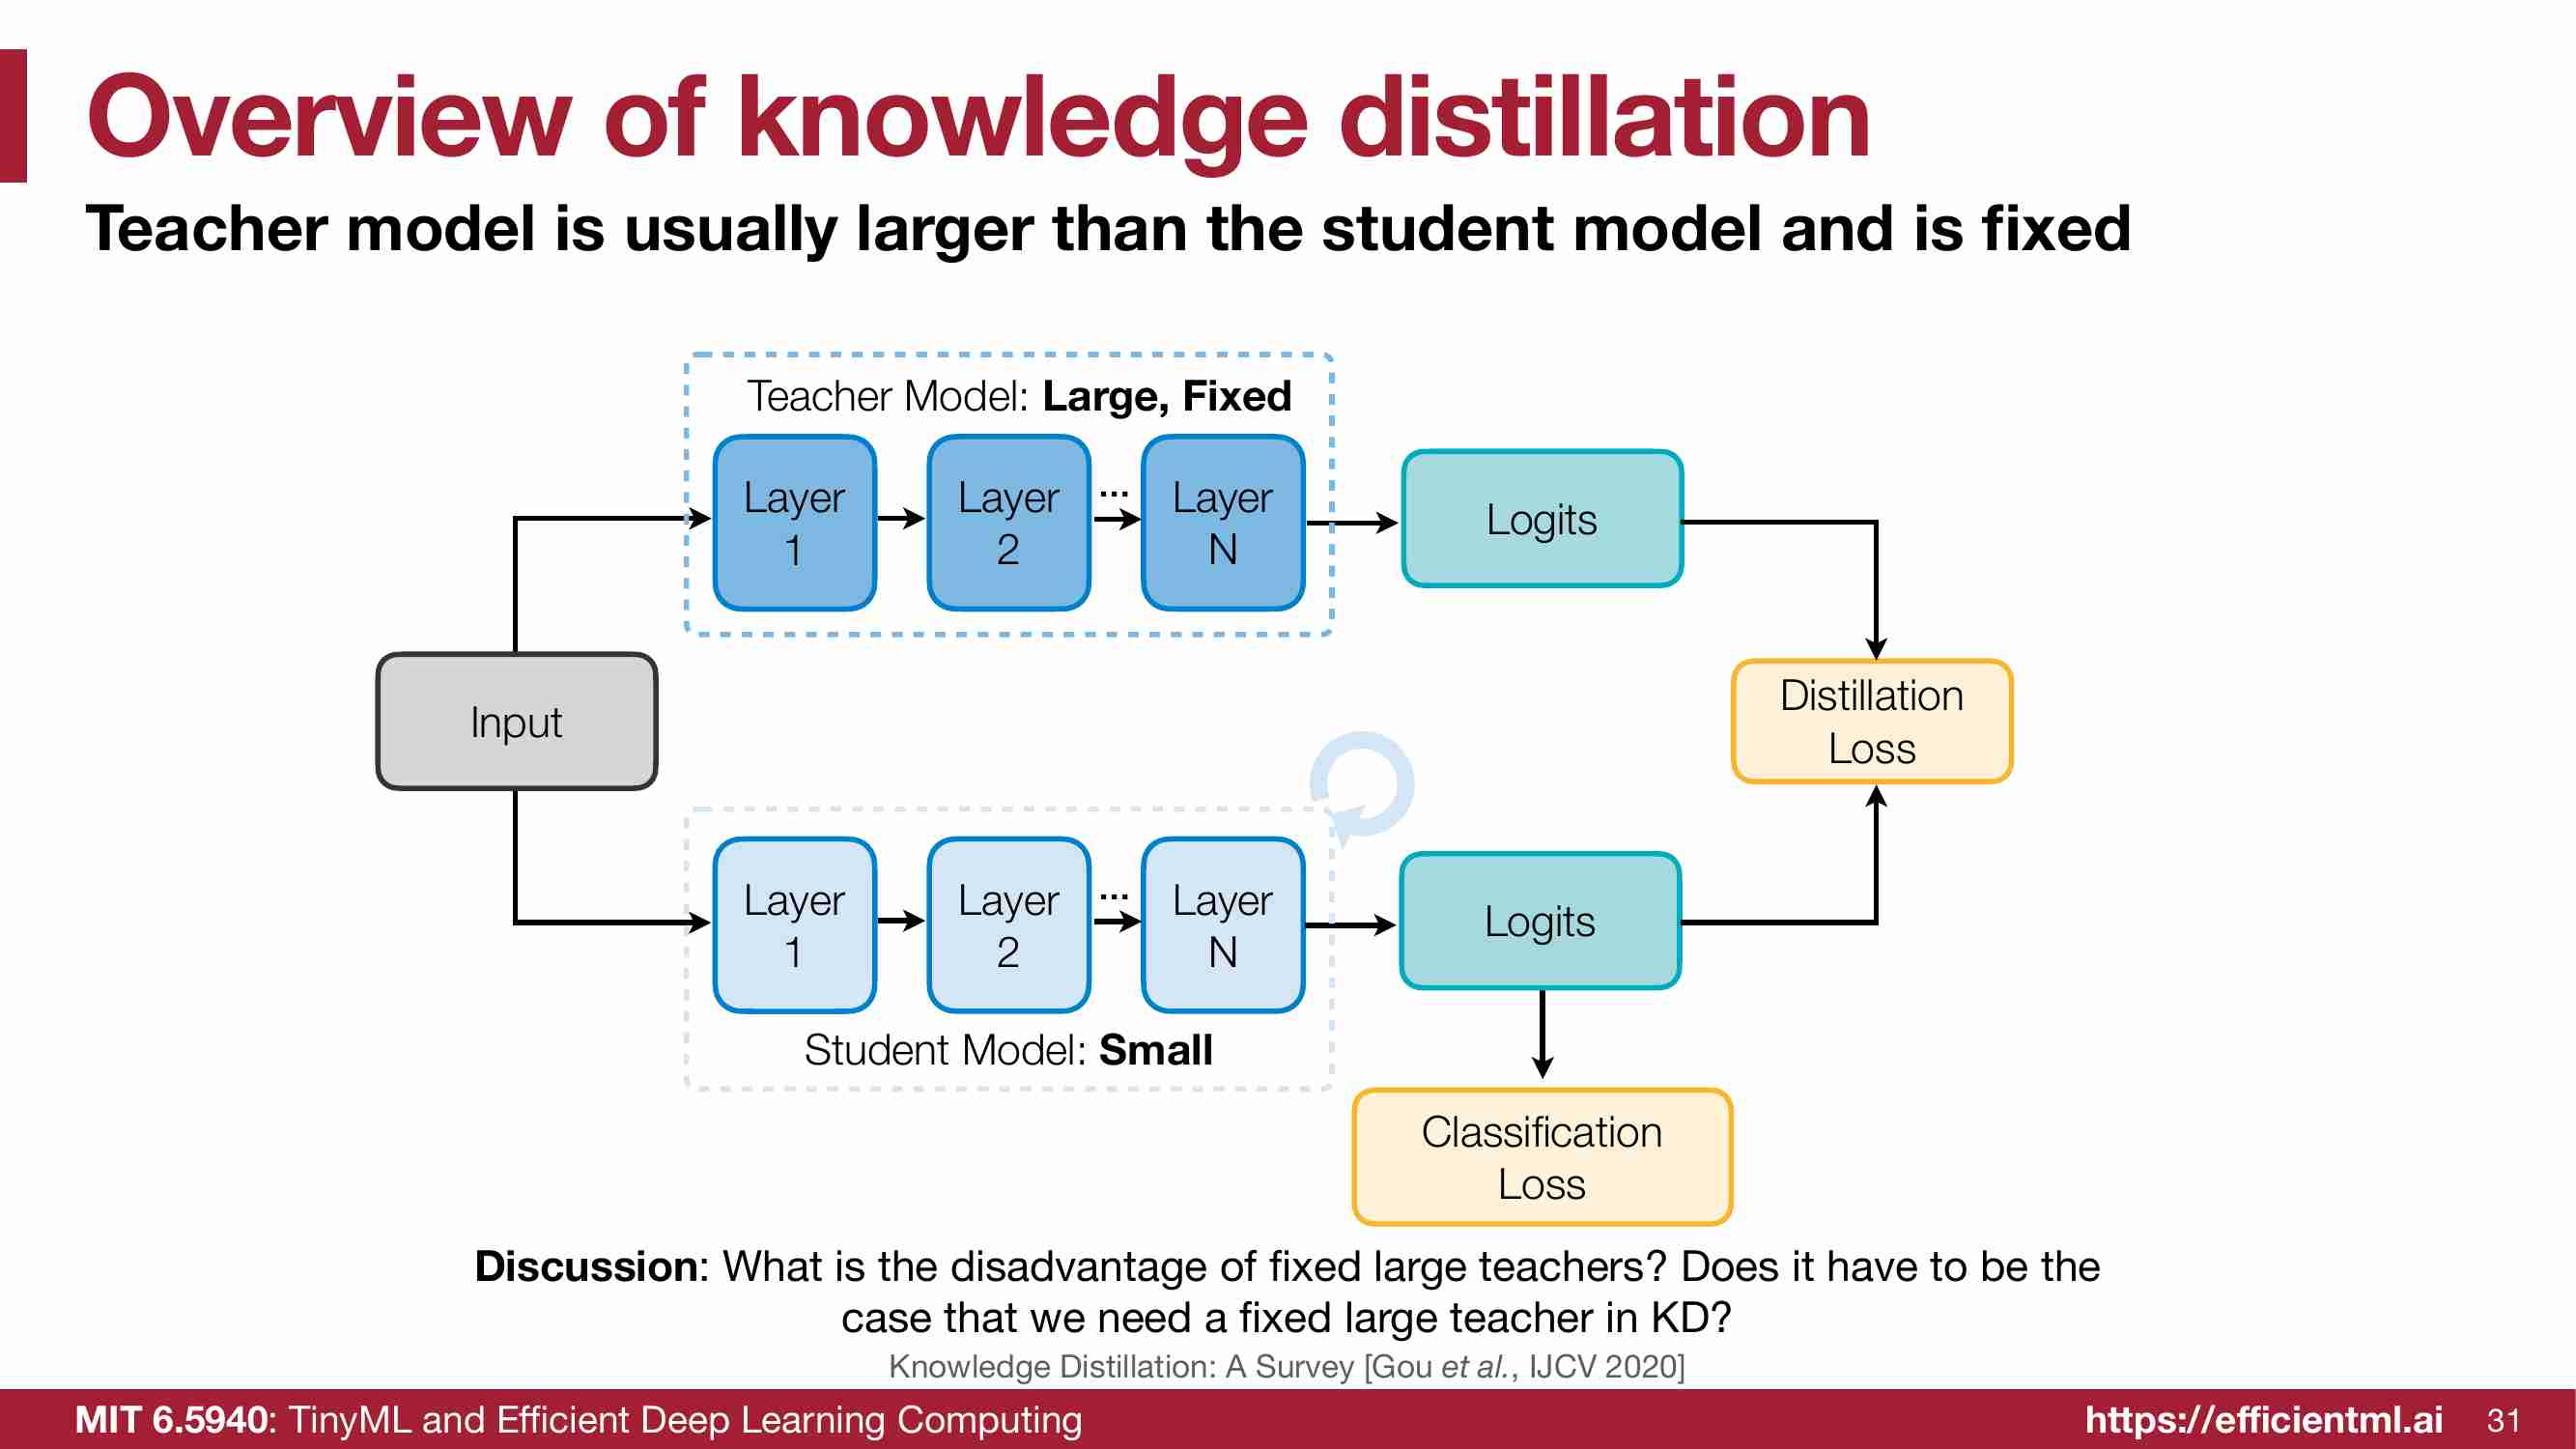 Overview of knowledge distillation
Teacher model is usually larger than the student model and is fixed
Teacher Model: Large, Fixed
Layer
1
Layer
2
...
Layer
N
Logits
Input
Distillation
Loss
Layer
1
Layer
2
...
Layer
N
Logits
Student Model: Small
Classification
Loss
Discussion: What is the disadvantage of fixed large teachers? Does it have to be the
case that we need a fixed large teacher in KD?
Knowledge Distillation: A Survey [Gou et al., IJCV 2020]
MIT 6.5940: TinyML and Efficient Deep Learning Computing
https://efficientml.ai
31